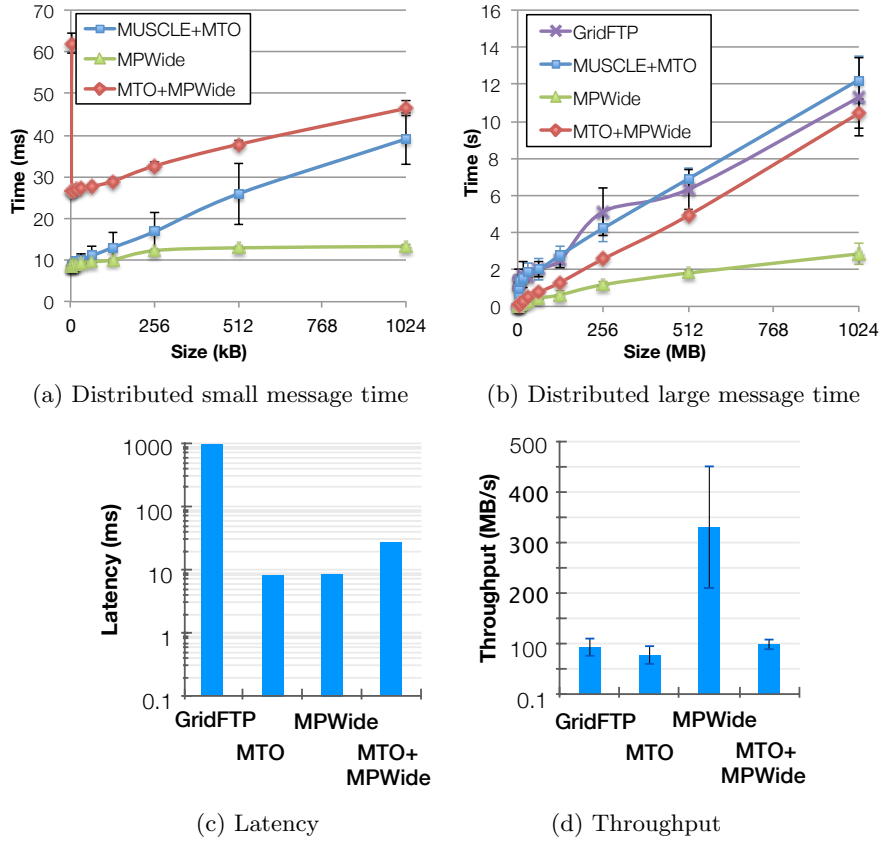 70
60
50
40
30
20
10
0
Time (ms)
MUSCLE+MTO
MPWide
MTO+MPWide
0 256 512 768 1024
Size (kB)
(a) Distributed small message time
16
14
12
10
8
6
4
2
0
Time (s)
GridFTP
MUSCLE+MTO
MPWide
MTO+MPWide
0 256 512 768 1024
Size (MB)
(b) Distributed large message time
1000
100
10
1
0.1
Latency (ms)
GridFTP
MTO
MPWide
MTO+
MPWide
(c) Latency
500
400
300
200
100
0.1
Throughput (MB/s)
GridFTP
MTO
MPWide
MTO+
MPWide
(d) Throughput